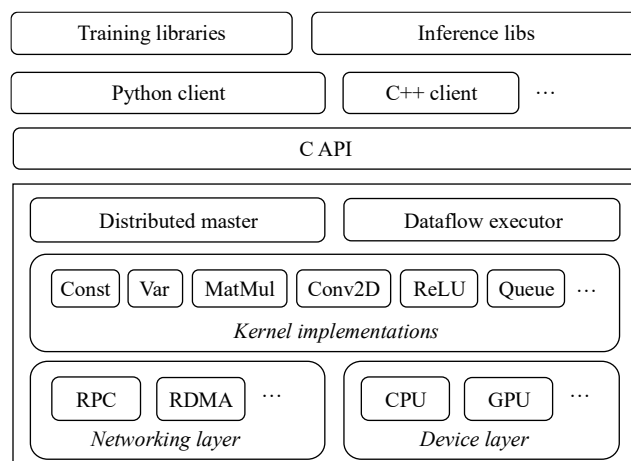 Training libraries Inference libs
Python client C++ client ...
C API
Distributed master Dataflow executor
Const Var MatMul Conv2D ReLU Queue ...
Kernel implementations
RPC RDMA ... CPU GPU ...
Networking layer Device layer